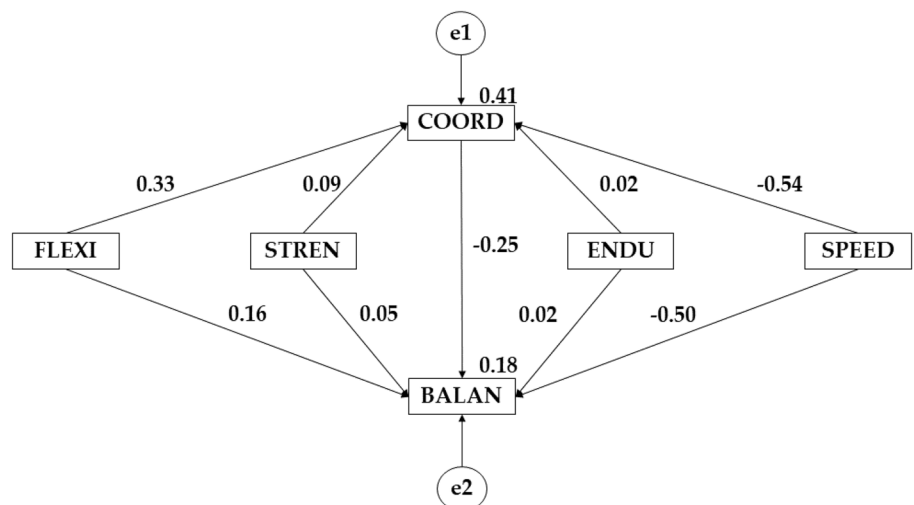 e1
0.41
COORD
0.33
0.09
0.02
-0.54
FLEXI
STREN
-0.25
ENDU
SPEED
0.16
0.05
0.02
-0.50
0.18
BALAN
e2